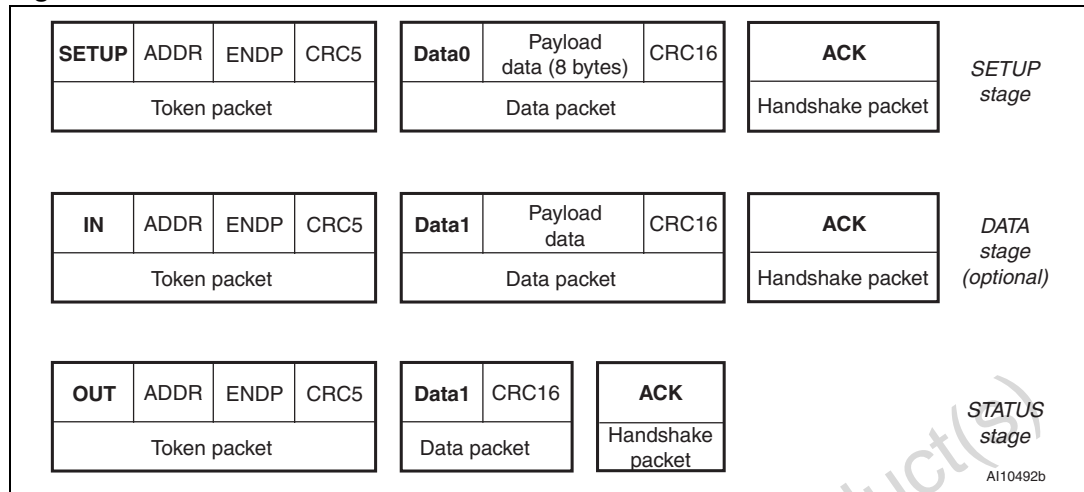 SETUP ADDR ENDP CRC5
Token packet
Data0 Payload data (8 bytes) CRC16
Data packet
ACK
Handshake packet
SETUP
stage
IN ADDR ENDP CRC5
Token packet
Data1 Payload data CRC16
Data packet
ACK
Handshake packet
DATA
stage
(optional)
OUT ADDR ENDP CRC5
Token packet
Data1 CRC16
Data packet
ACK
Handshake
packet
STATUS
stage
AI10492b